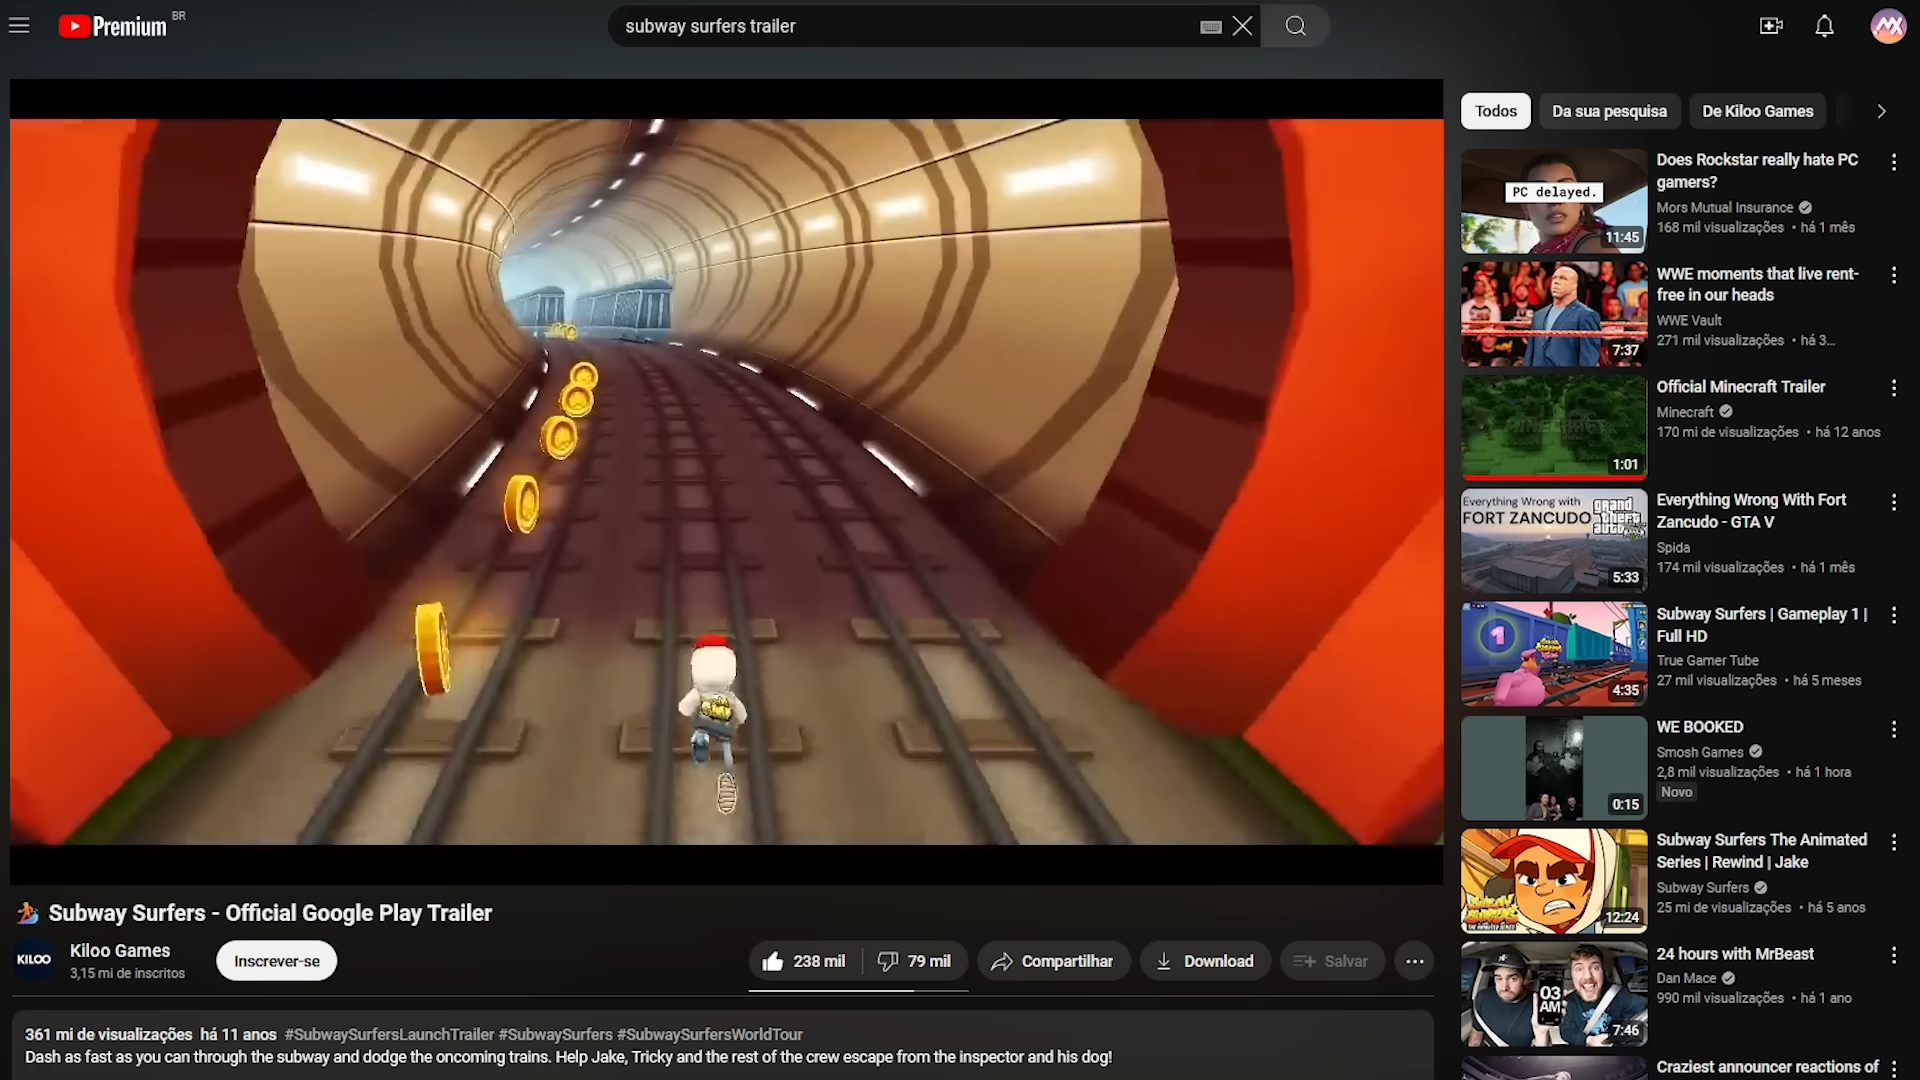 Premium BR
subway surfers trailer
Todos
Da sua pesquisa
De Kiloo Games
PC delayed.
11:45
Does Rockstar really hate PC
gamers?
Mors Mutual Insurance
168 mil visualizações • há 1 mês
7:37
WWE moments that live rent-
free in our heads
WWE Vault
271 mil visualizações • há 3...
MINECRAFT
1:01
Official Minecraft Trailer
Minecraft
170 mi de visualizações • há 12 anos
Everything Wrong with
FORT ZANCUDO
grand
theft
auto
5:33
Everything Wrong With Fort
Zancudo - GTA V
Spida
174 mil visualizações • há 1 mês
1
4:35
Subway Surfers | Gameplay 1 |
Full HD
True Gamer Tube
27 mil visualizações • há 5 meses
0:15
WE BOOKED
Smosh Games
2,8 mil visualizações • há 1 hora
Novo
SUBWAY
SURFERS
THE ANIMATED SERIES
12:24
Subway Surfers The Animated
Series | Rewind | Jake
Subway Surfers
25 mi de visualizações • há 5 anos
03
AM
7:46
24 hours with MrBeast
Dan Mace
990 mil visualizações • há 1 ano
Craziest announcer reactions of
Subway Surfers - Official Google Play Trailer
KILOO
Kiloo Games
3,15 mi de inscritos
Inscrever-se
238 mil
79 mil
Compartilhar
Download
Salvar
361 mi de visualizações há 11 anos #SubwaySurfersLaunchTrailer #SubwaySurfers #SubwaySurfersWorldTour
Dash as fast as you can through the subway and dodge the oncoming trains. Help Jake, Tricky and the rest of the crew escape from the inspector and his dog!